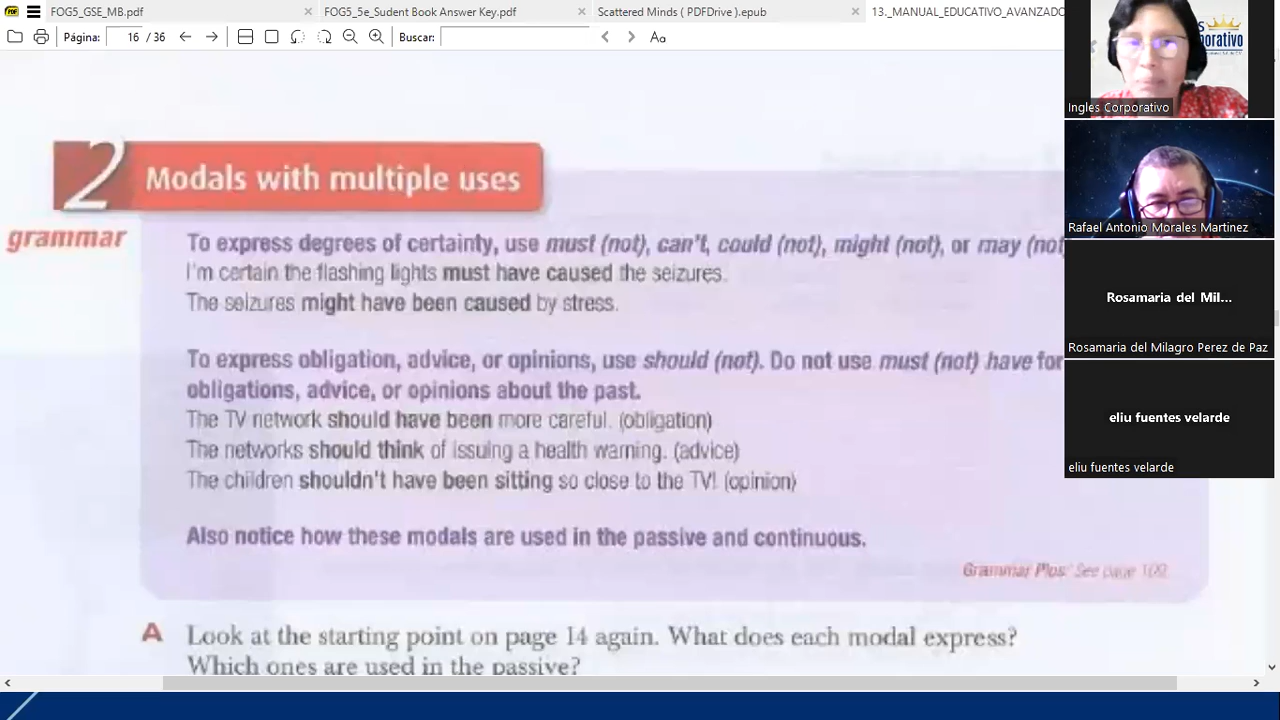 FOG5_GSE_MB.pdf
FOG5_5e_Sudent Book Answer Key.pdf
Scattered Minds ( PDFDrive ).epub
13._MANUAL_EDUCATIVO_AVANZADO
Página: 16 / 36
Buscar:
Aa
2 Modals with multiple uses
grammar
To express degrees of certainty, use must (not), can't, could (not), might (not), or may (not
I'm certain the flashing lights must have caused the seizures.
The seizures might have been caused by stress.
To express obligation, advice, or opinions, use should (not). Do not use must (not) have for
obligations, advice, or opinions about the past.
The TV network should have been more careful. (obligation)
The networks should think of issuing a health warning. (advice)
The children shouldn't have been sitting so close to the TV! (opinion)
Also notice how these modals are used in the passive and continuous.
Grammar Plus: See page 109.
A Look at the starting point on page 14 again. What does each modal express?
Which ones are used in the passive?
Ingles Corporativo
Rafael Antonio Morales Martinez
Rosamaria del Mil...
Rosamaria del Milagro Perez de Paz
eliu fuentes velarde
eliu fuentes velarde